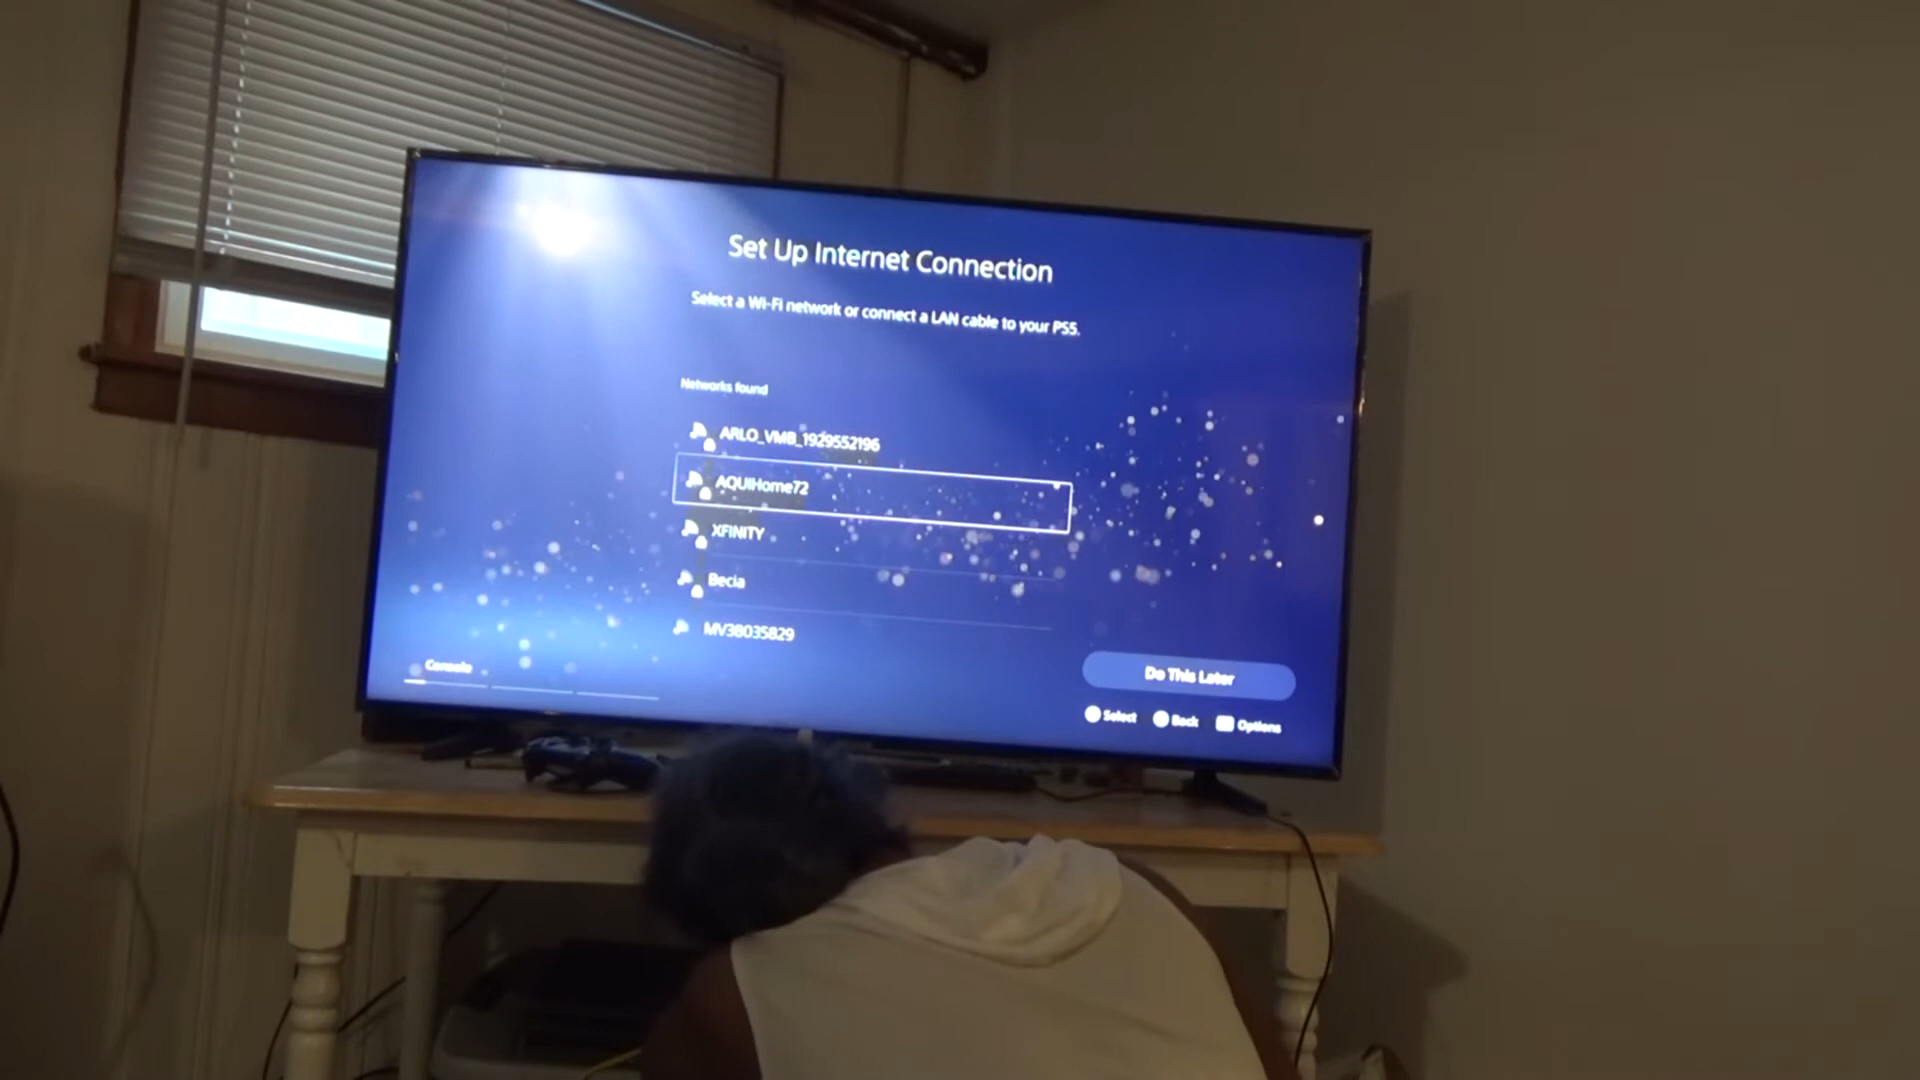 Set Up Internet Connection
Select a Wi-Fi network or connect a LAN cable to your PS5.
Networks found
ARLO_VMB_1929552196
AQUIHome72
XFINITY
Becia
MV38035829
Console
Do This Later
Select Back Options